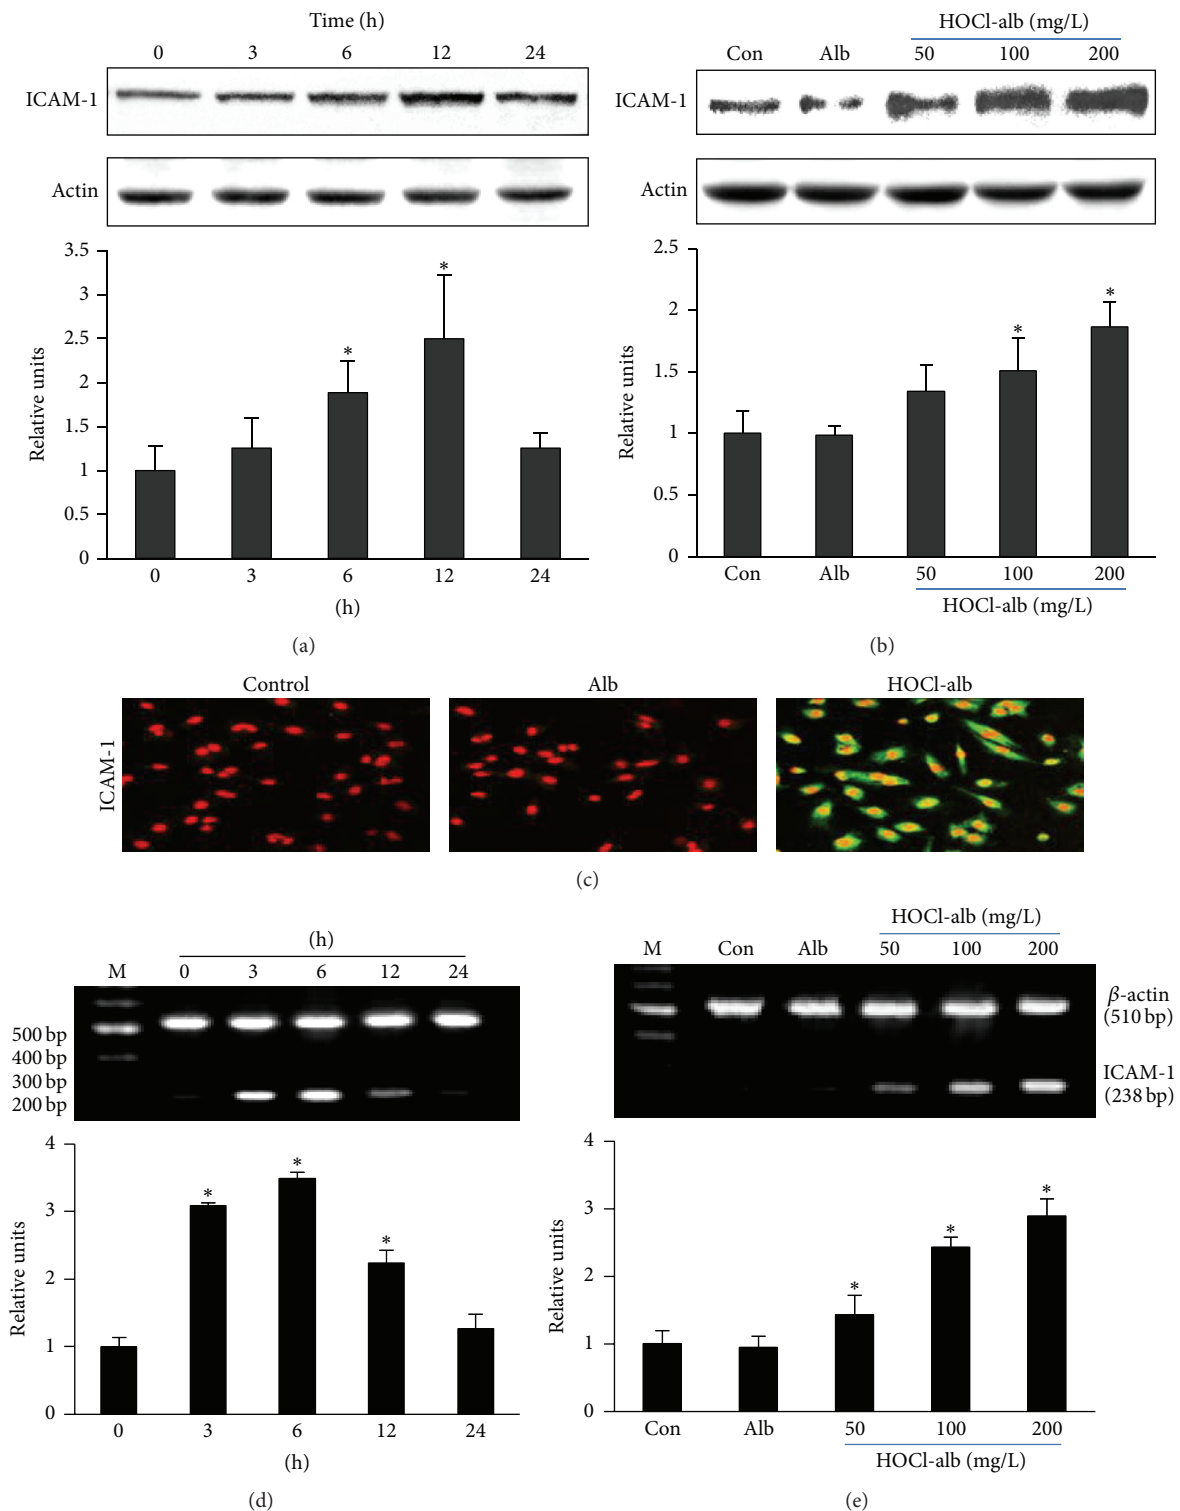 Time (h)
0 3 6 12 24
ICAM-1
Actin
3.5
3
2.5
2
1.5
1
0.5
0
Relative units
*
*
0 3 6 12 24
(h)
(a)
HOCl-alb (mg/L)
Con Alb 50 100 200
ICAM-1
Actin
2.5
2
1.5
1
0.5
0
Relative units
*
*
Con Alb 50 100 200
HOCl-alb (mg/L)
(b)
Control Alb HOCl-alb
ICAM-1
(c)
(h)
M 0 3 6 12 24
500 bp
400 bp
300 bp
200 bp
4
3
2
1
0
Relative units
*
*
*
0 3 6 12 24
(h)
(d)
HOCl-alb (mg/L)
M Con Alb 50 100 200
β-actin
(510 bp)
ICAM-1
(238 bp)
4
3
2
1
0
Relative units
*
*
*
Con Alb 50 100 200
HOCl-alb (mg/L)
(e)